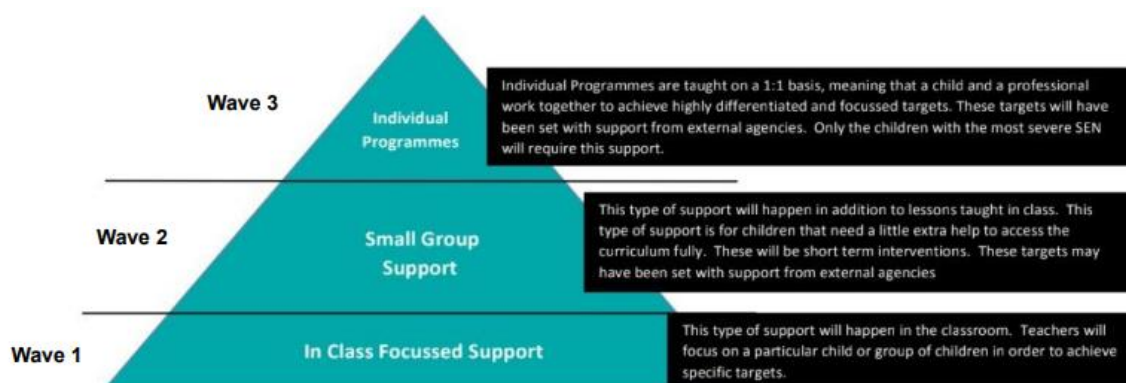 Wave 3
Individual
Programmes
Individual Programmes are taught on a 1:1 basis, meaning that a child and a professional
work together to achieve highly differentiated and focussed targets. These targets will have
been set with support from external agencies. Only the children with the most severe SEN
will require this support.
Wave 2
Small Group
Support
This type of support will happen in addition to lessons taught in class. This
type of support is for children that need a little extra help to access the
curriculum fully. These will be short term interventions. These targets may
have been set with support from external agencies
Wave 1
In Class Focussed Support
This type of support will happen in the classroom. Teachers will
focus on a particular child or group of children in order to achieve
specific targets.